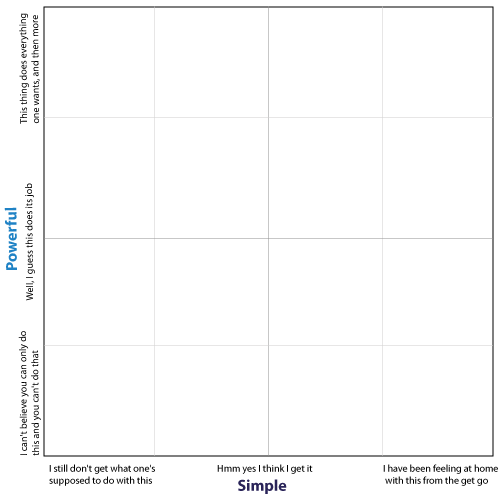 This thing does everything
one wants, and then more
Powerful
Well, I guess this does its job
I can't believe you can only do
this and you can't do that
I still don't get what one's
supposed to do with this
Hmm yes I think I get it
I have been feeling at home
with this from the get go
Simple